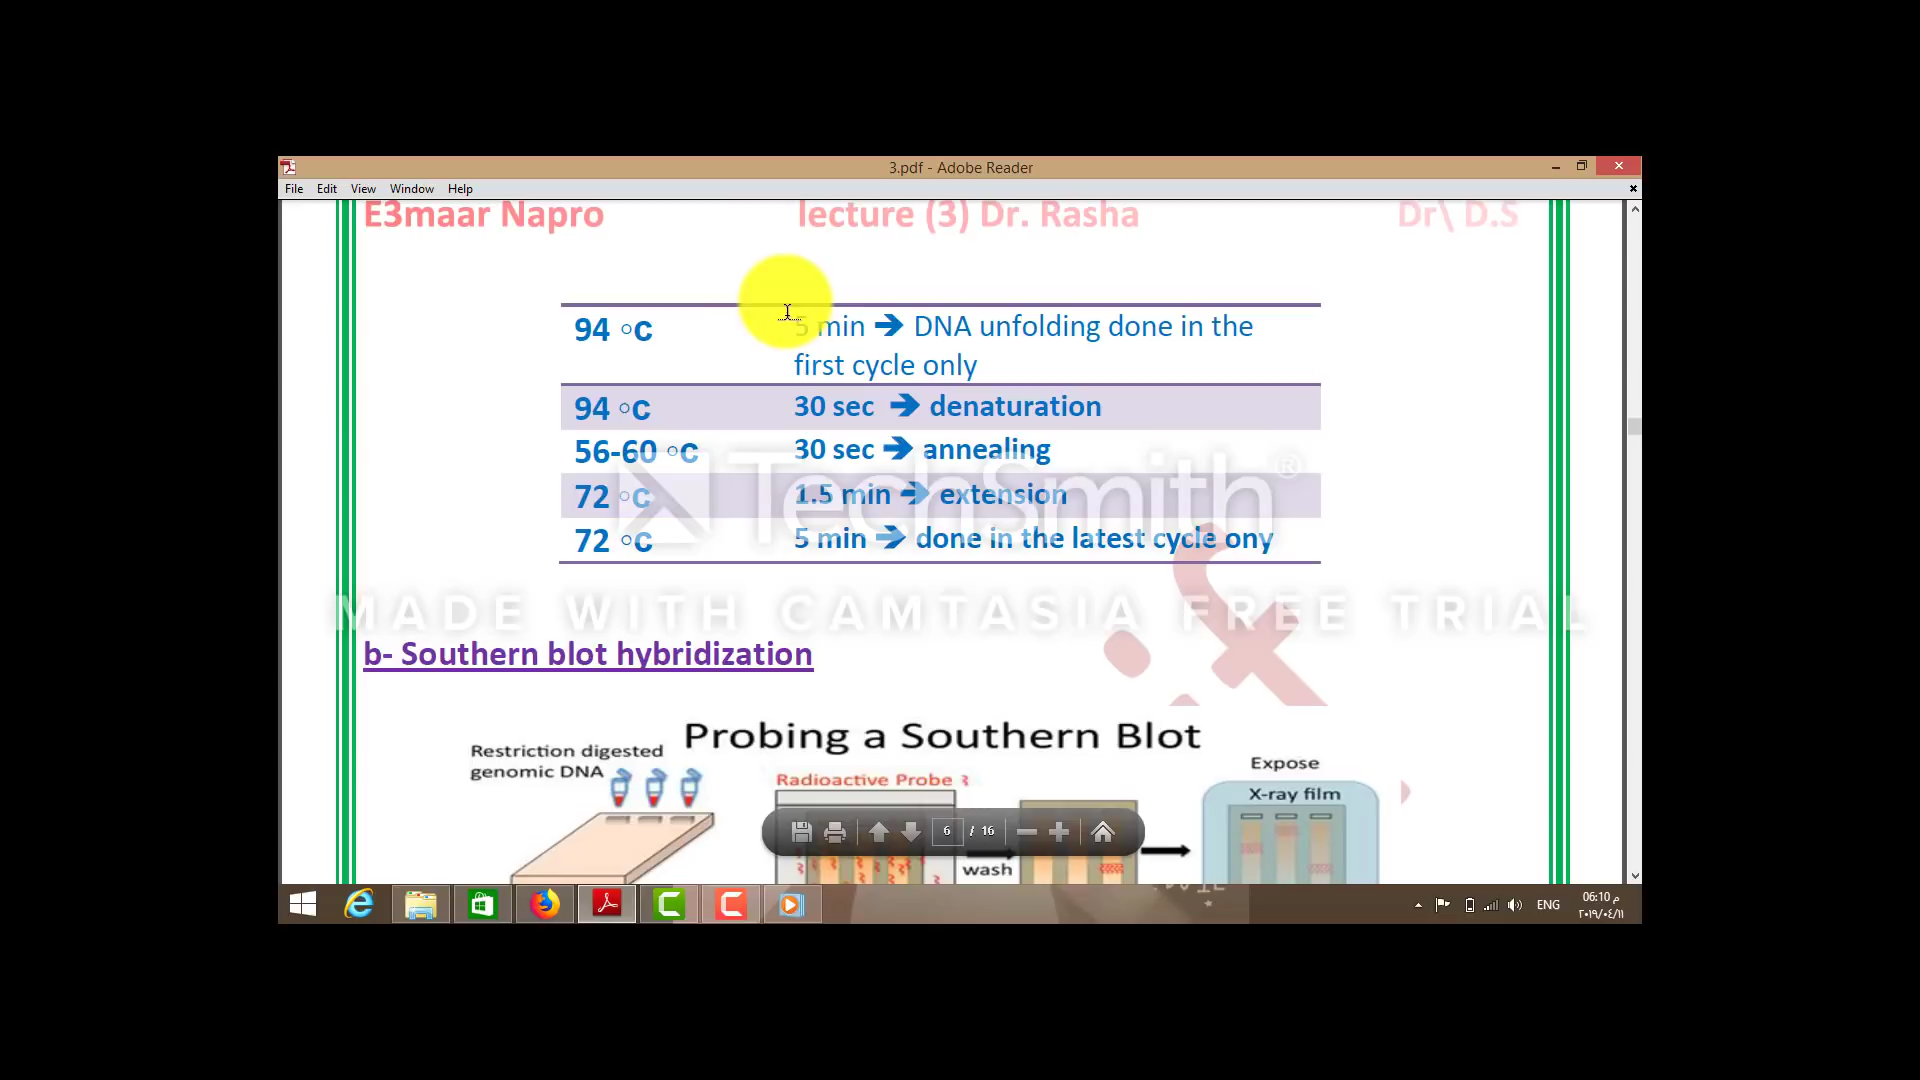 3.pdf - Adobe Reader
File Edit View Window Help
E3maar Napro lecture (3) Dr. Rasha Dr\ D.S
94 °c 5 min ➔ DNA unfolding done in the
first cycle only
94 °c 30 sec ➔ denaturation
56-60 °c 30 sec ➔ annealing
72 °c 1.5 min ➔ extension
72 °c 5 min ➔ done in the latest cycle ony
TechSmith®
MADE WITH CAMTASIA FREE TRIAL
b- Southern blot hybridization
Probing a Southern Blot
Restriction digested
genomic DNA
Radioactive Probe
Expose
X-ray film
6 / 16
wash
ENG
06:10 م
٢٠١٩/٠٤/١١